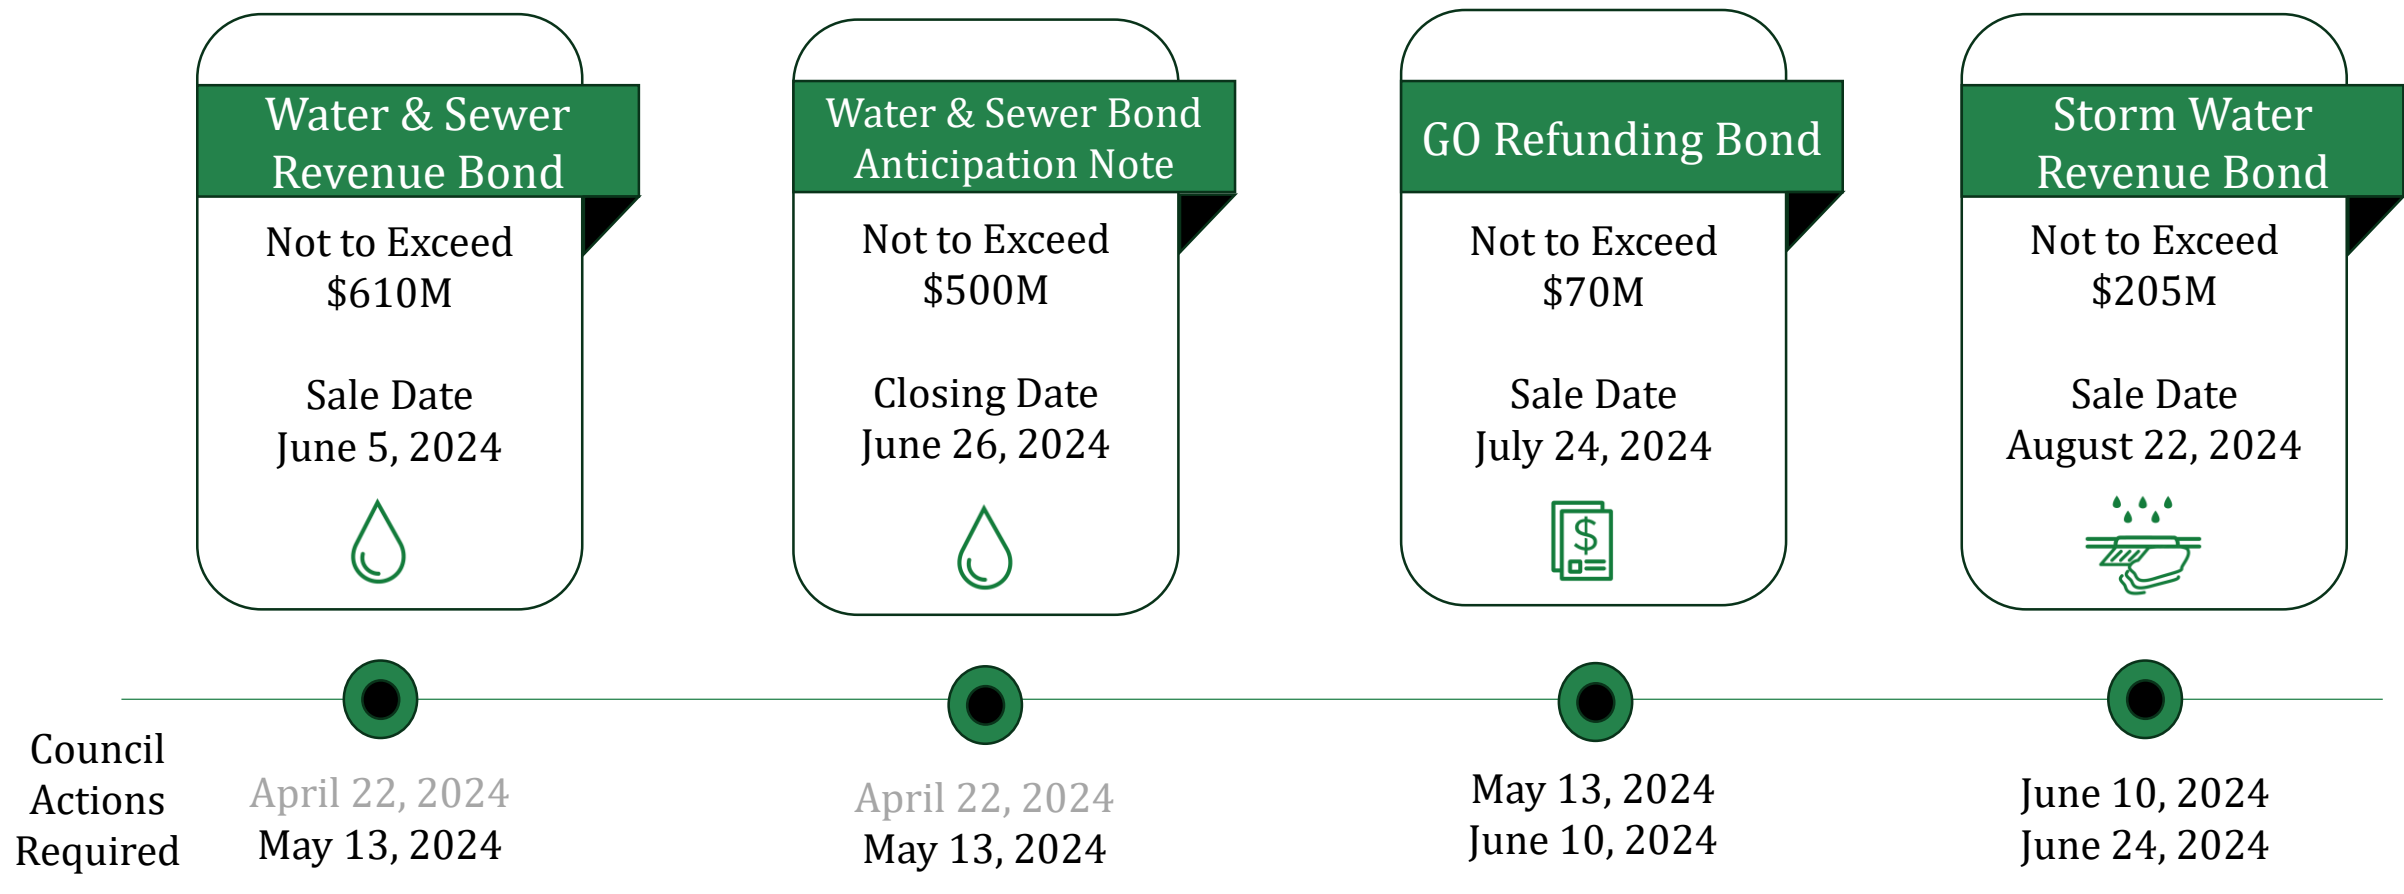 Water & Sewer
Revenue Bond
Not to Exceed
$610M
Sale Date
June 5, 2024
Water & Sewer Bond
Anticipation Note
Not to Exceed
$500M
Closing Date
June 26, 2024
GO Refunding Bond
Not to Exceed
$70M
Sale Date
July 24, 2024
$
Storm Water
Revenue Bond
Not to Exceed
$205M
Sale Date
August 22, 2024
Council
Actions
Required
April 22, 2024
May 13, 2024
April 22, 2024
May 13, 2024
May 13, 2024
June 10, 2024
June 10, 2024
June 24, 2024